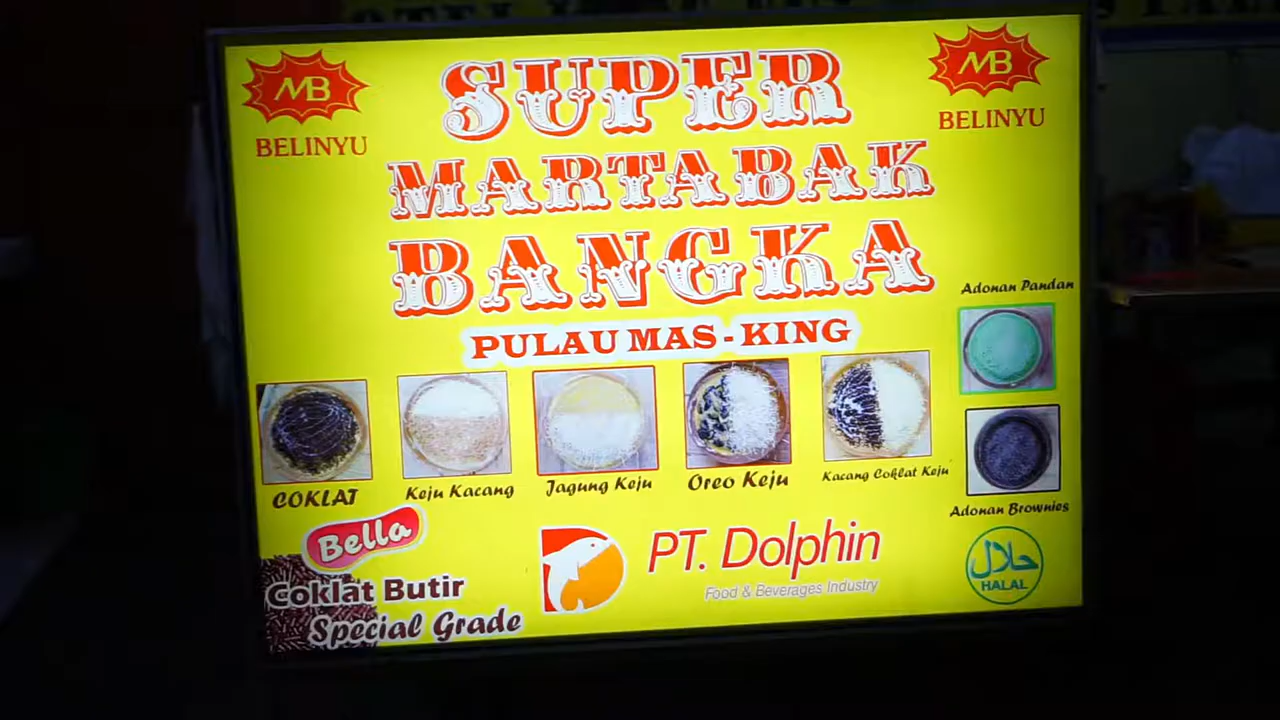 MB
BELINYU
SUPER
MB
BELINYU
MARTABAK
BANGKA
PULAU MAS - KING
Adonan Pandan
COKLAT
Keju Kacang
Jagung Keju
Oreo Keju
Kacang Coklat Keju
Adonan Brownies
Bella
Coklat Butir
Special Grade
PT. Dolphin
Food & Beverages Industry
حلال
HALAL